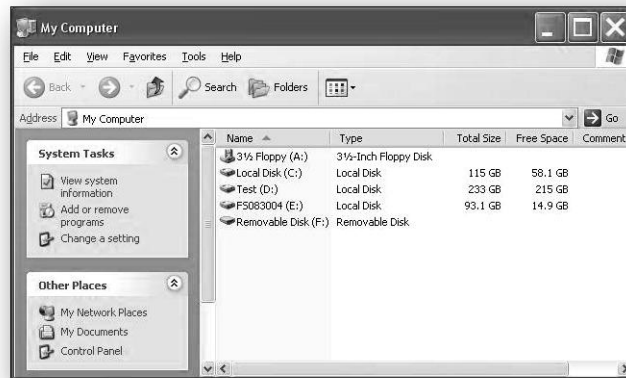 My Computer
File Edit View Favorites Tools Help
Back Search Folders
Address My Computer Go
System Tasks
View system
information
Add or remove
programs
Change a setting
Other Places
My Network Places
My Documents
Control Panel
Name Type Total Size Free Space Comment
3½ Floppy (A:) 3½-Inch Floppy Disk
Local Disk (C:) Local Disk 115 GB 58.1 GB
Test (D:) Local Disk 233 GB 215 GB
FS083004 (E:) Local Disk 93.1 GB 14.9 GB
Removable Disk (F:) Removable Disk